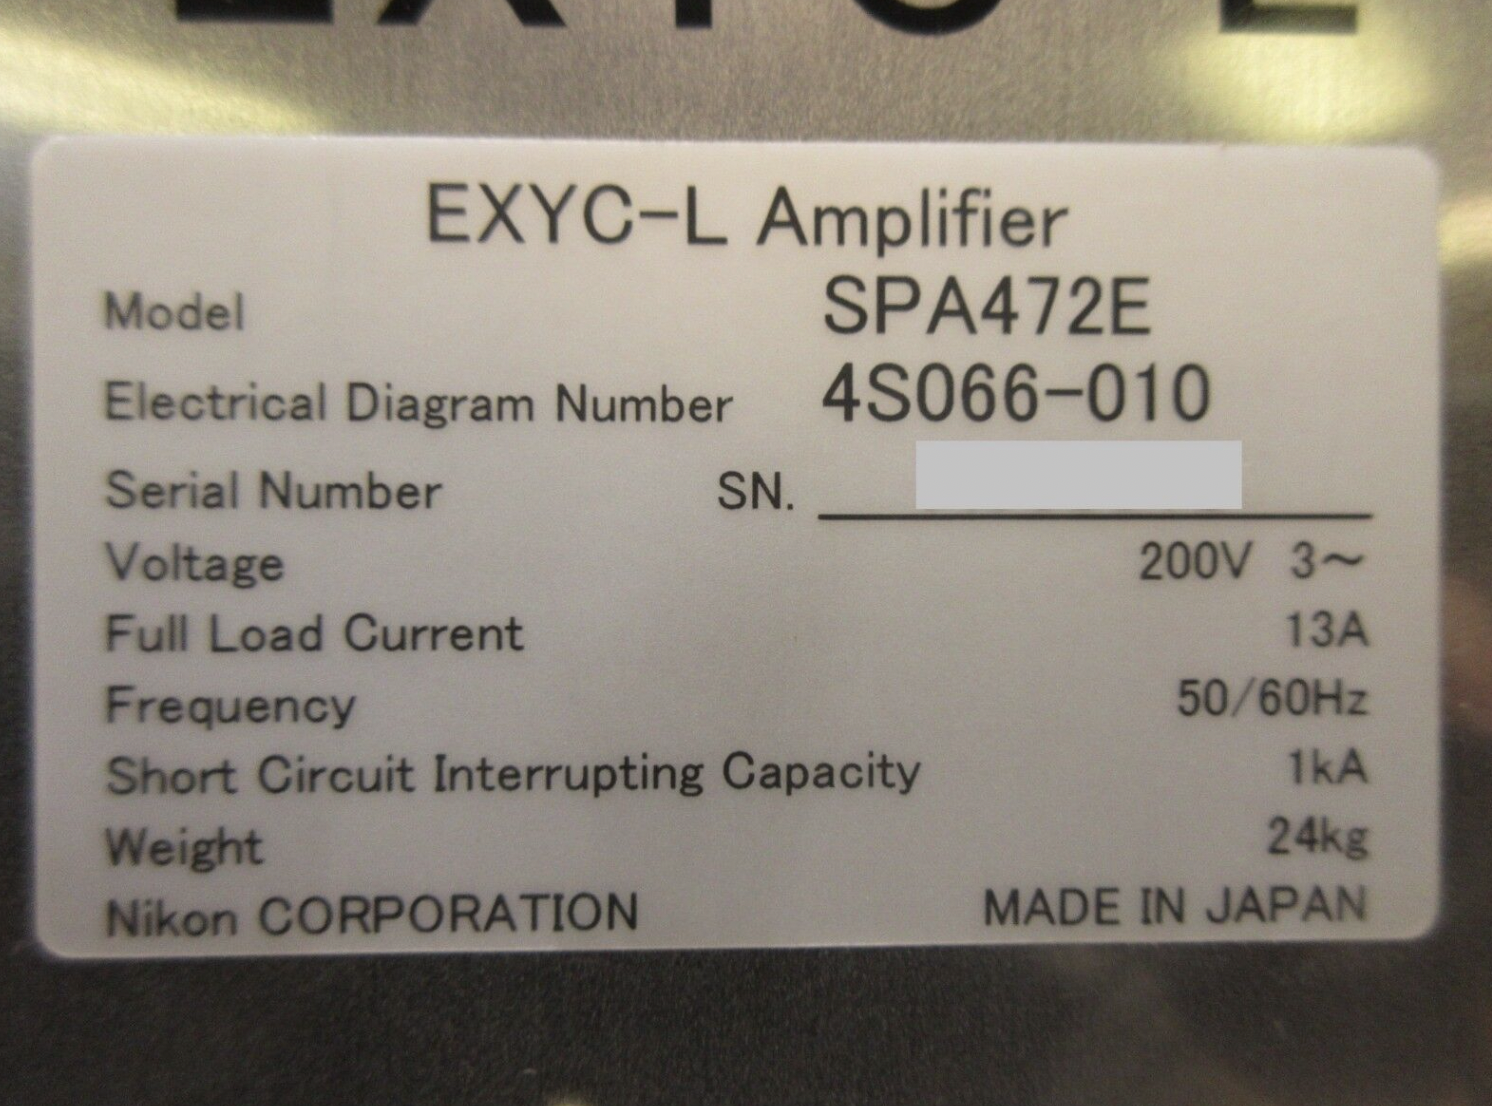 EXYC-L
EXYC-L Amplifier
Model SPA472E
Electrical Diagram Number 4S066-010
Serial Number SN.
Voltage 200V 3~
Full Load Current 13A
Frequency 50/60Hz
Short Circuit Interrupting Capacity 1kA
Weight 24kg
Nikon CORPORATION MADE IN JAPAN